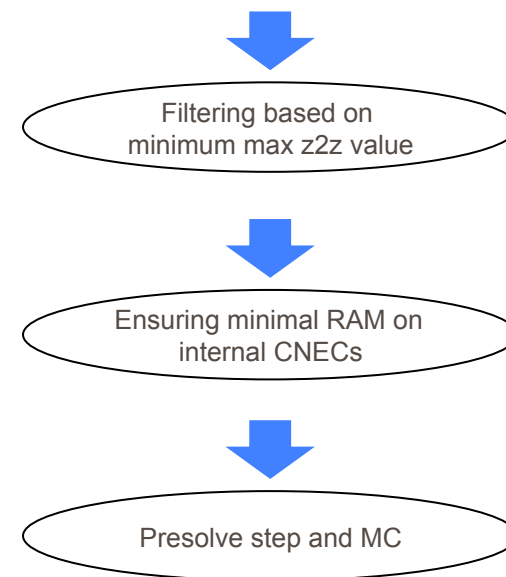 Filtering based on
minimum max z2z value
Ensuring minimal RAM on
internal CNECs
Presolve step and MC